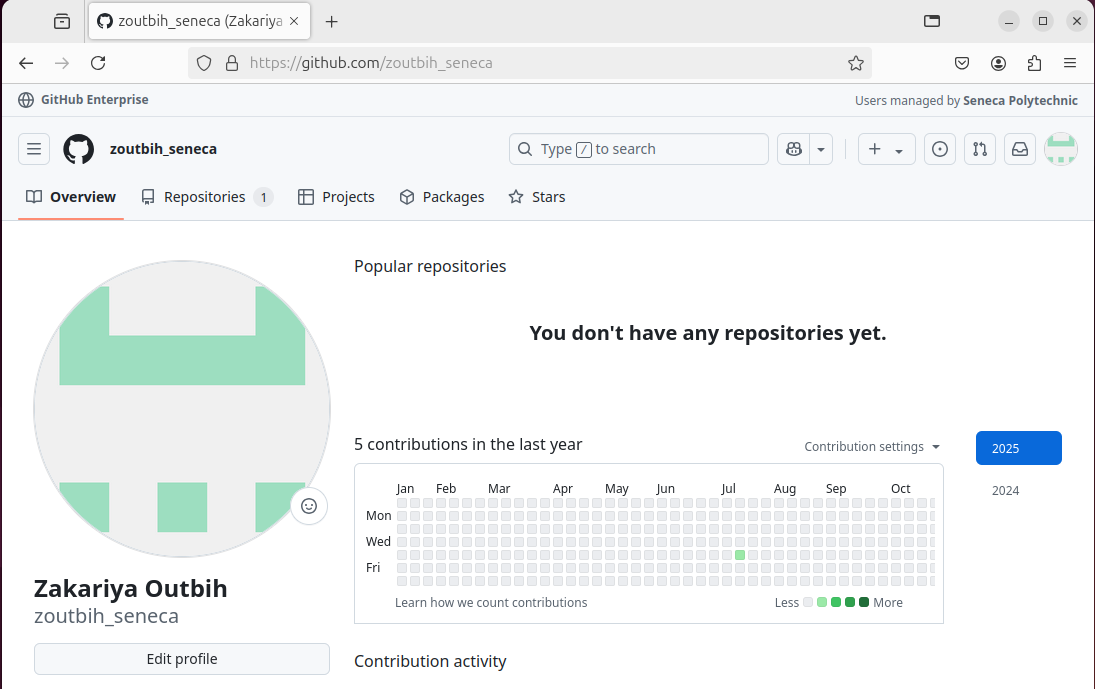 zoutbih_seneca (Zakariya
https://github.com/zoutbih_seneca
GitHub Enterprise
Users managed by Seneca Polytechnic
zoutbih_seneca
Type / to search
Overview
Repositories 1
Projects
Packages
Stars
Popular repositories
You don't have any repositories yet.
5 contributions in the last year
Contribution settings
2025
2024
Jan Feb Mar Apr May Jun Jul Aug Sep Oct
Mon
Wed
Fri
Learn how we count contributions
Less More
Zakariya Outbih
zoutbih_seneca
Edit profile
Contribution activity